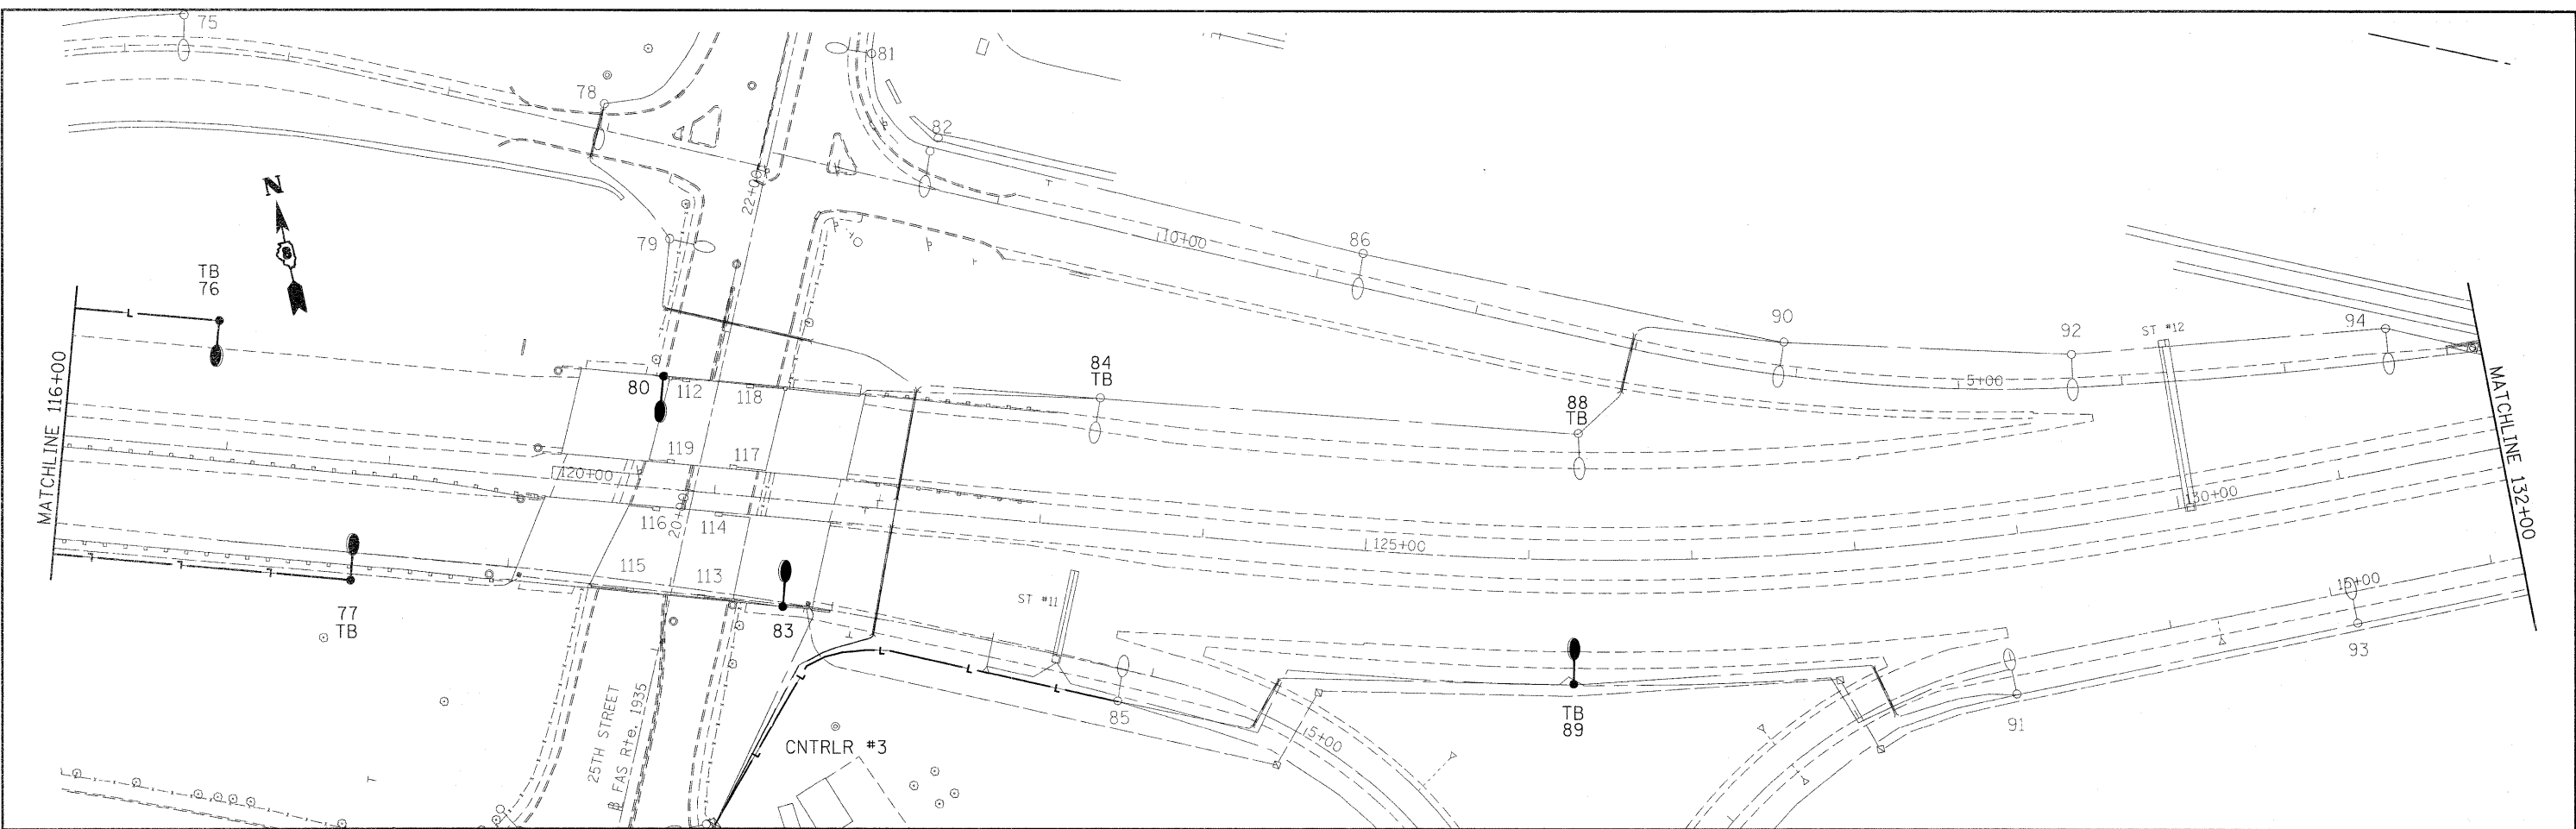 75
81
78
82
22+00
79
10+00
86
N
TB
76
90
92
ST #12
94
84
TB
80
112
118
88
TB
5+00
MATCHLINE 116+00
MATCHLINE 132+00
119
117
120+00
116
114
20+00
125+00
130+00
115
113
ST #11
15+00
77
TB
83
93
85
TB
89
91
5+00
25TH STREET
FAS Rte. 1935
CNTRLR #3
L
L
L
L
L
L